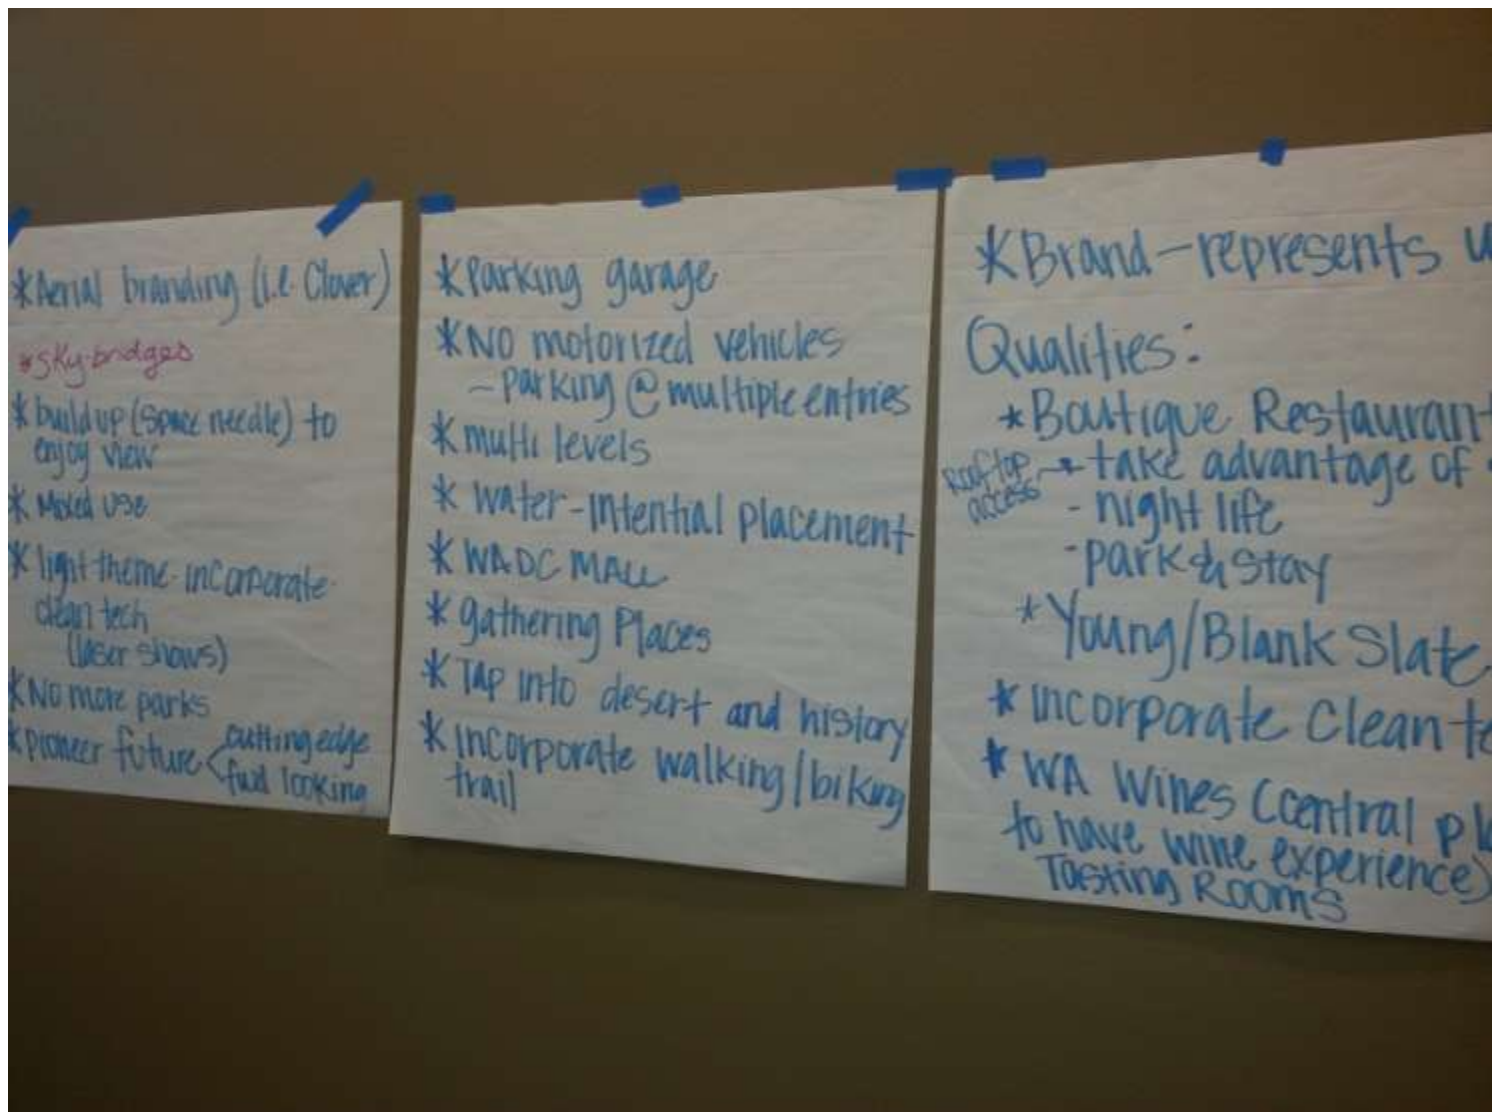 *Aerial branding (i.e. Clover)
*sky-bridges
*build up (space needle) to
enjoy view
*Mixed use
*light theme-incorporate
clean tech
(laser shows)
*No more parks
*pioneer future < cutting edge
fwd looking
*Parking garage
*NO motorized vehicles
- parking @ multiple entries
*multi levels
*water-intential placement
*WADC MALL
*gathering Places
*TAP into desert and history
*incorporate walking/biking
trail
*Brand-represents
Qualities:
*Boutique Restaurant
Rooftop
access
→ take advantage of
- night life
- park & stay
*Young/Blank Slate
*incorporate clean te
*WA Wines (central pl
to have wine experience)
Tasting Rooms